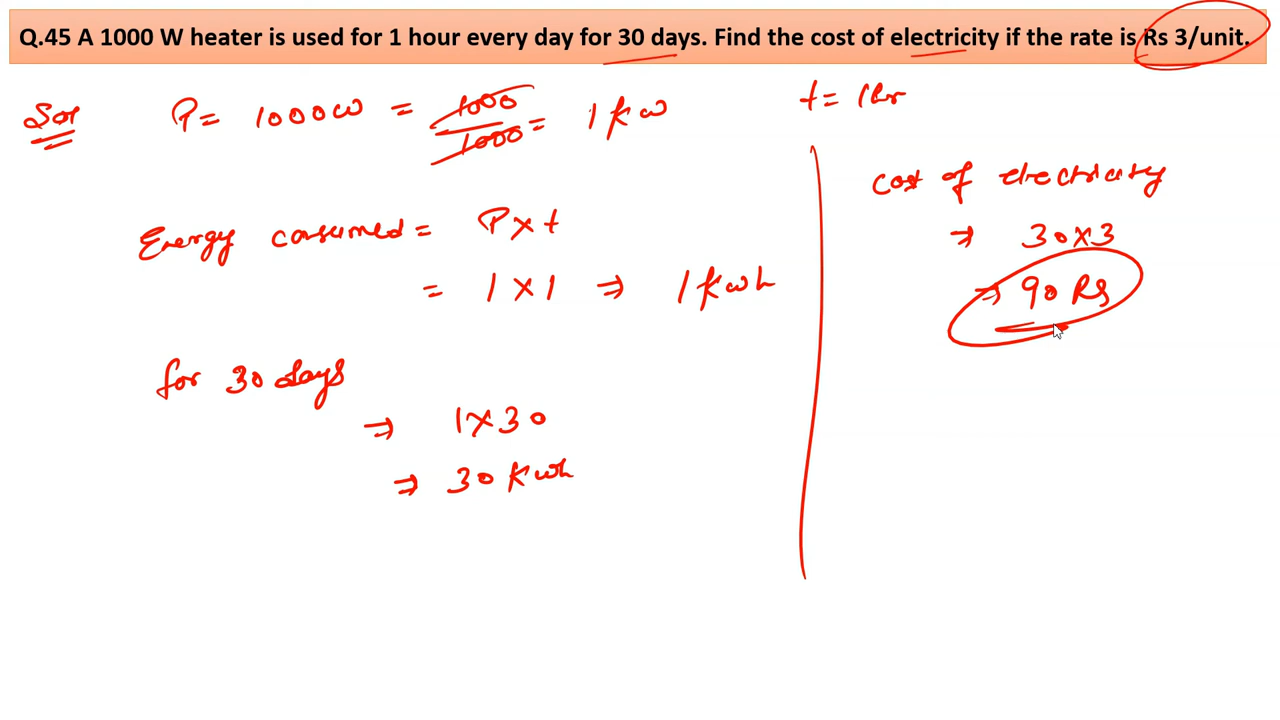 Q.45 A 1000 W heater is used for 1 hour every day for 30 days. Find the cost of electricity if the rate is Rs 3/unit.
Sol P = 1000W = 1000/1000 = 1 kw
t = 1hr
Energy consumed = P x t
= 1 x 1 ⇒ 1 kwh
for 30 days
⇒ 1 x 30
⇒ 30 kwh
cost of electricity
⇒ 30 x 3
⇒ 90 Rs